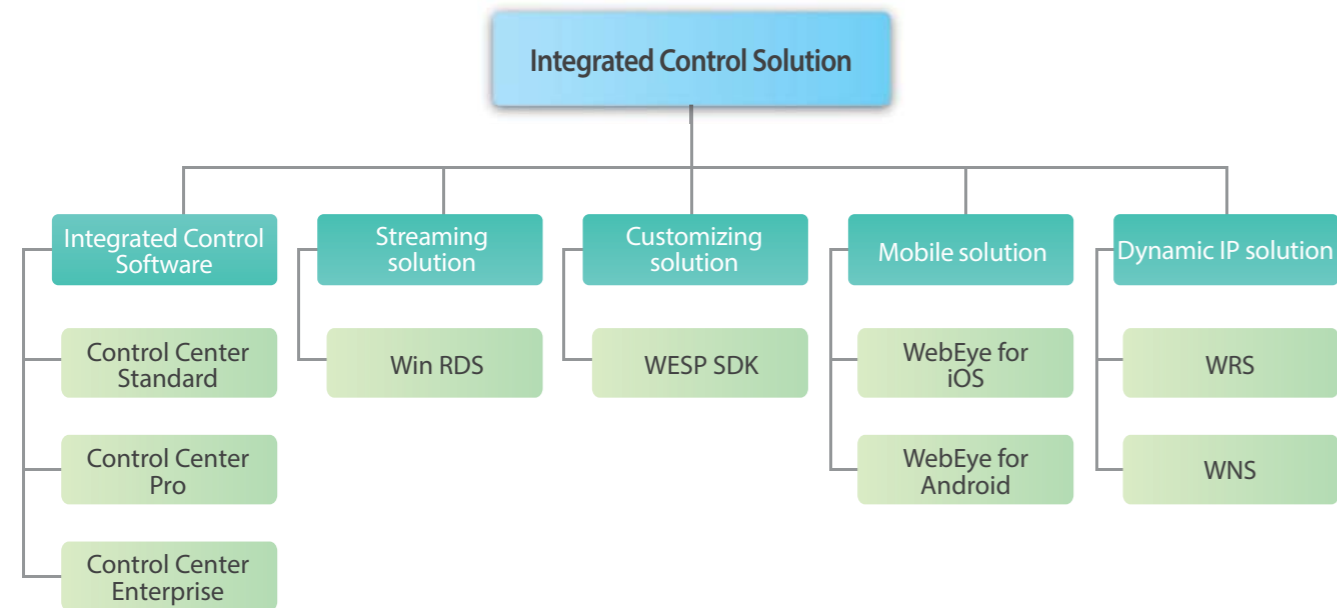 Integrated Control Solution
Integrated Control
Software
Streaming
solution
Customizing
solution
Mobile solution
Dynamic IP solution
Control Center
Standard
Win RDS
WESP SDK
WebEye for
iOS
WRS
Control Center
Pro
WebEye for
Android
WNS
Control Center
Enterprise